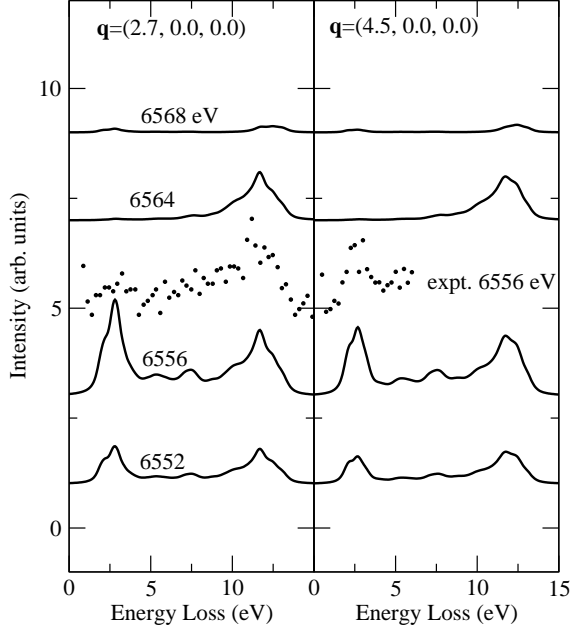 q=(2.7, 0.0, 0.0)
q=(4.5, 0.0, 0.0)
10
6568 eV
6564
Intensity (arb. units)
expt. 6556 eV
5
6556
6552
0
0 5 10 0 5 10 15
Energy Loss (eV) Energy Loss (eV)